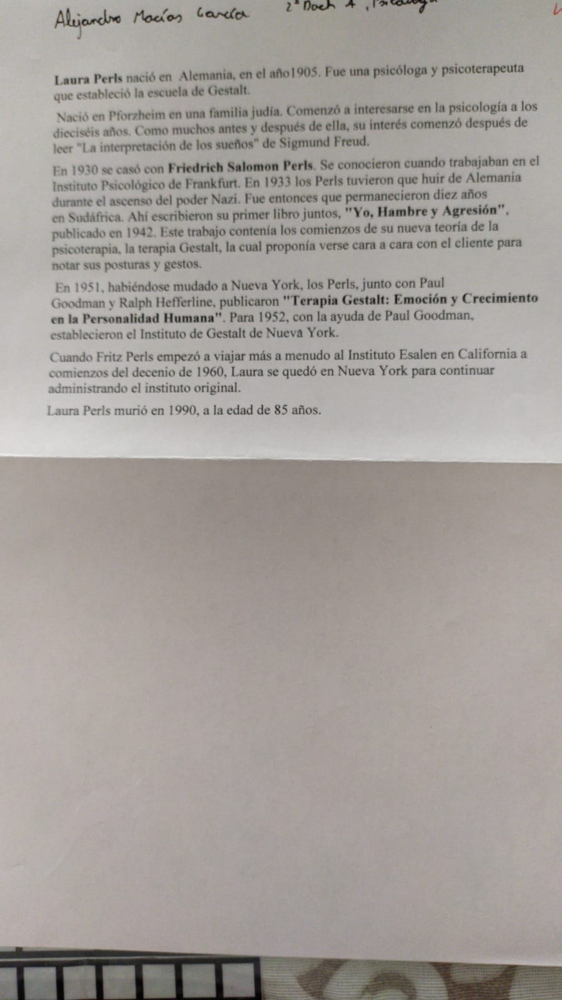 Alejandro Macías García 2º Bach A, Psicología
Laura Perls nació en Alemania, en el año1905. Fue una psicóloga y psicoterapeuta
que estableció la escuela de Gestalt.
Nació en Pforzheim en una familia judía. Comenzó a interesarse en la psicología a los
dieciséis años. Como muchos antes y después de ella, su interés comenzó después de
leer "La interpretación de los sueños" de Sigmund Freud.
En 1930 se casó con Friedrich Salomon Perls. Se conocieron cuando trabajaban en el
Instituto Psicológico de Frankfurt. En 1933 los Perls tuvieron que huir de Alemania
durante el ascenso del poder Nazi. Fue entonces que permanecieron diez años
en Sudáfrica. Ahí escribieron su primer libro juntos, "Yo, Hambre y Agresión",
publicado en 1942. Este trabajo contenía los comienzos de su nueva teoría de la
psicoterapia, la terapia Gestalt, la cual proponía verse cara a cara con el cliente para
notar sus posturas y gestos.
En 1951, habiéndose mudado a Nueva York, los Perls, junto con Paul
Goodman y Ralph Hefferline, publicaron "Terapia Gestalt: Emoción y Crecimiento
en la Personalidad Humana". Para 1952, con la ayuda de Paul Goodman,
establecieron el Instituto de Gestalt de Nueva York.
Cuando Fritz Perls empezó a viajar más a menudo al Instituto Esalen en California a
comienzos del decenio de 1960, Laura se quedó en Nueva York para continuar
administrando el instituto original.
Laura Perls murió en 1990, a la edad de 85 años.